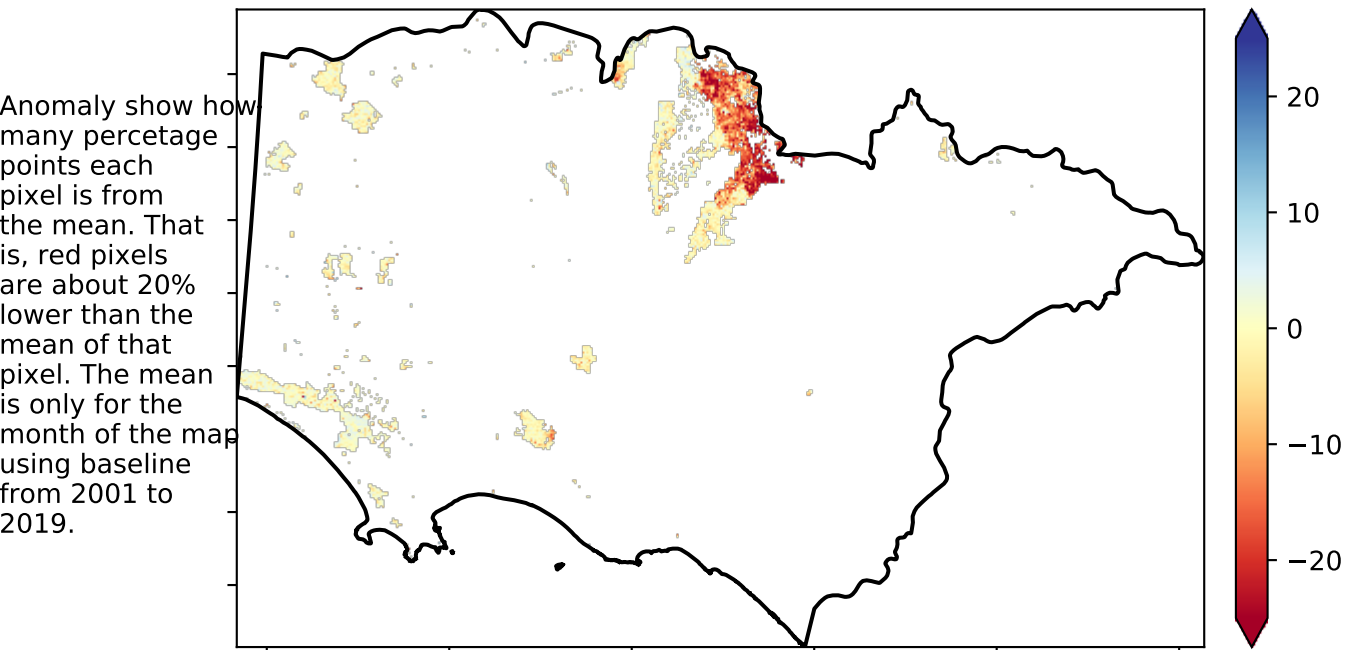 Anomaly show how
many percetage
points each
pixel is from
the mean. That
is, red pixels
are about 20%
lower than the
mean of that
pixel. The mean
is only for the
month of the map
using baseline
from 2001 to
2019.
20
10
0
−10
−20